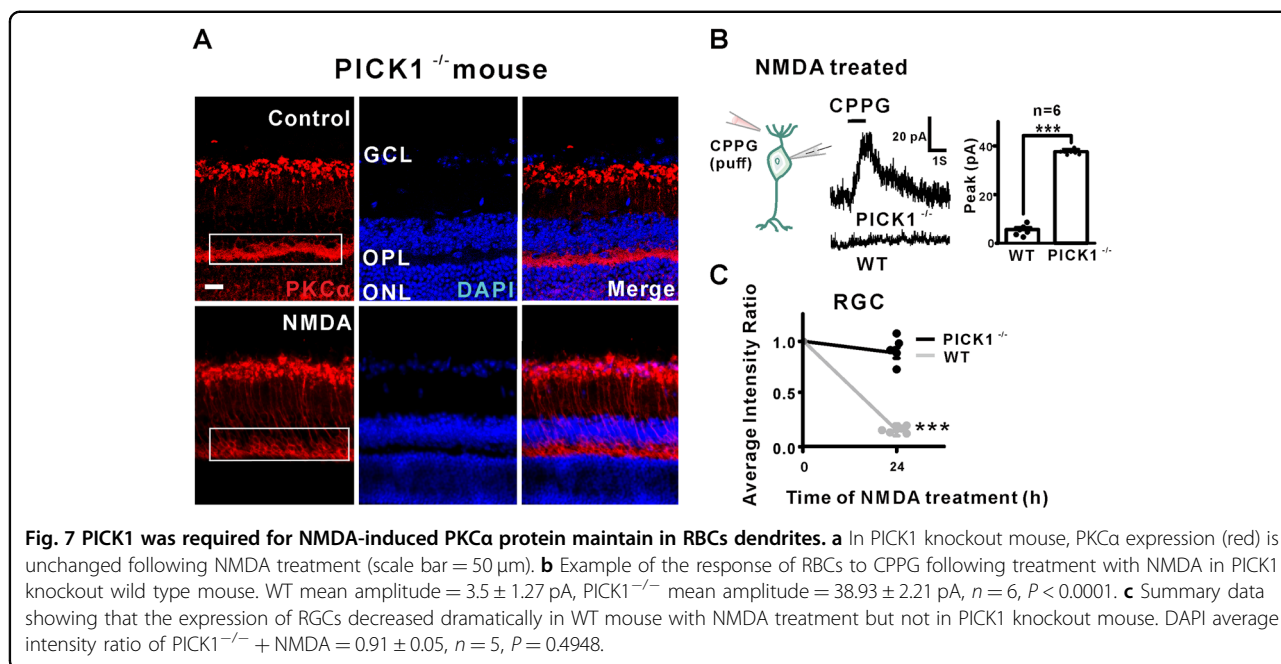 A
PICK1 -/- mouse
Control
GCL
OPL
ONL
PKCα
DAPI
Merge
NMDA
B
NMDA treated
CPPG
CPPG
(puff)
20 pA
1S
PICK1-/-
WT
n=6
***
Peak (pA)
40
20
0
WT PICK1-/-
C
RGC
PICK1-/-
WT
Average Intensity Ratio
1.0
0.5
0.0
***
0 24
Time of NMDA treatment (h)
Fig. 7 PICK1 was required for NMDA-induced PKCα protein maintain in RBCs dendrites. a In PICK1 knockout mouse, PKCα expression (red) is
unchanged following NMDA treatment (scale bar = 50 μm). b Example of the response of RBCs to CPPG following treatment with NMDA in PICK1
knockout wild type mouse. WT mean amplitude = 3.5 ± 1.27 pA, PICK1−/− mean amplitude = 38.93 ± 2.21 pA, n = 6, P < 0.0001. c Summary data
showing that the expression of RGCs decreased dramatically in WT mouse with NMDA treatment but not in PICK1 knockout mouse. DAPI average
intensity ratio of PICK1−/− + NMDA = 0.91 ± 0.05, n = 5, P = 0.4948.